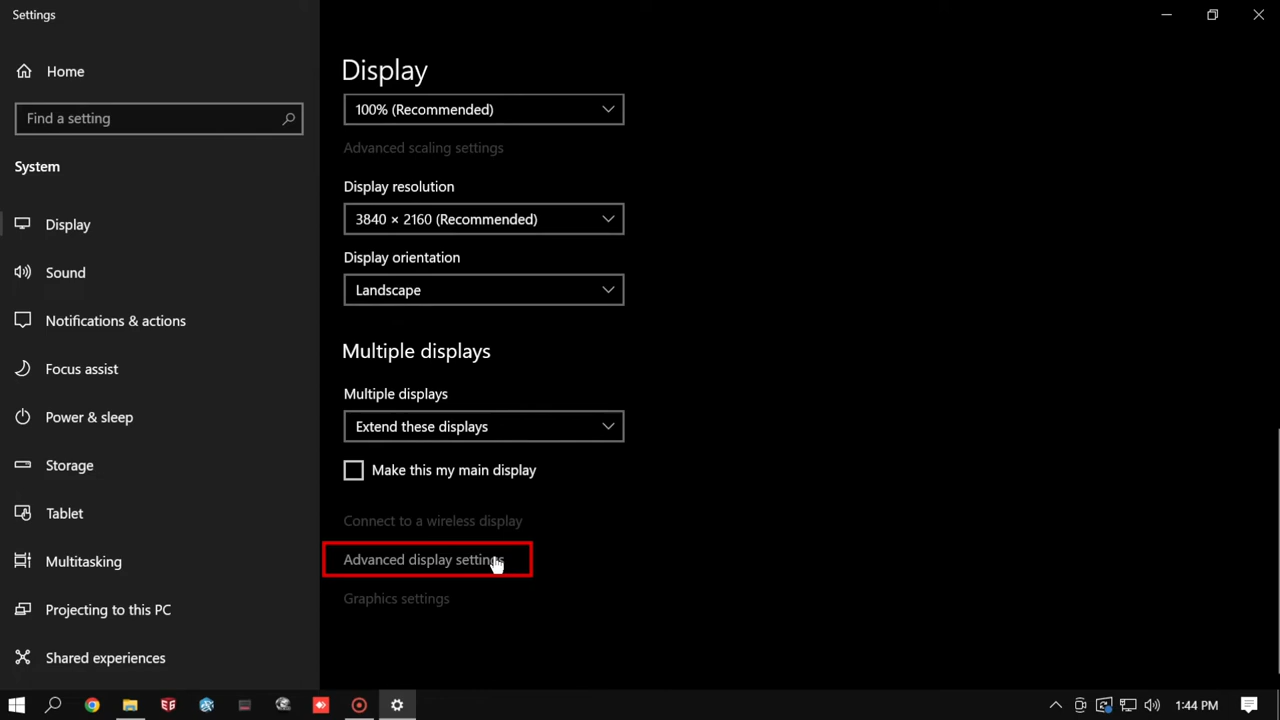 Settings
Home
Find a setting
System
Display
Sound
Notifications & actions
Focus assist
Power & sleep
Storage
Tablet
Multitasking
Projecting to this PC
Shared experiences
Display
100% (Recommended)
Advanced scaling settings
Display resolution
3840 × 2160 (Recommended)
Display orientation
Landscape
Multiple displays
Multiple displays
Extend these displays
Make this my main display
Connect to a wireless display
Advanced display settings
Graphics settings
1:44 PM